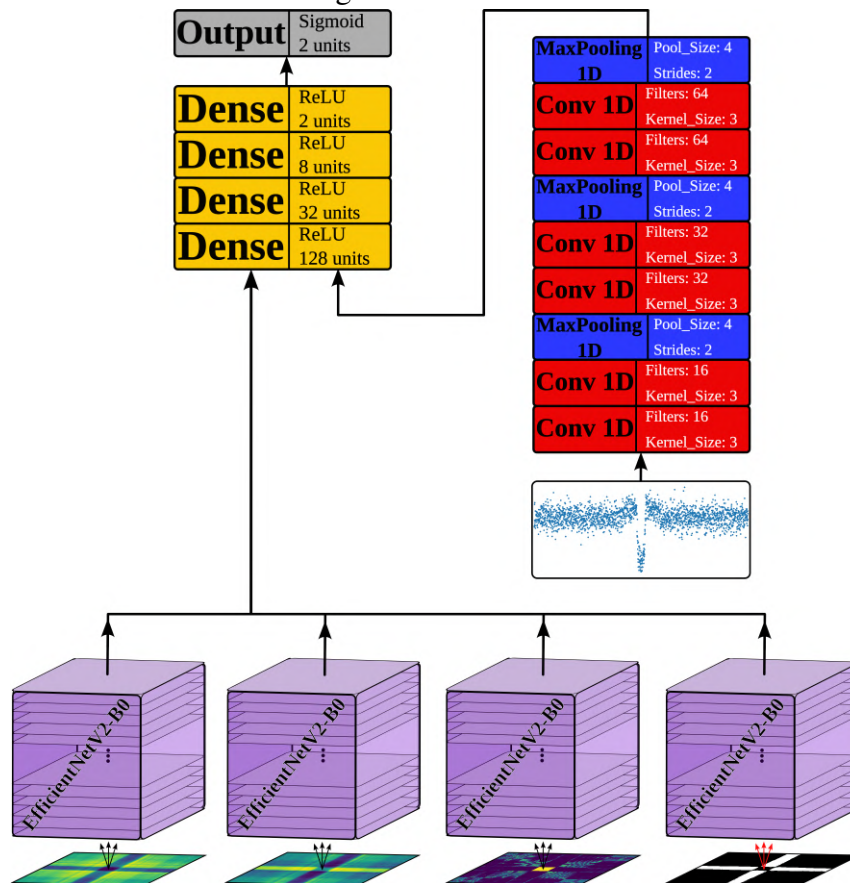 Output
Sigmoid
2 units
Dense
ReLU
2 units
Dense
ReLU
8 units
Dense
ReLU
32 units
Dense
ReLU
128 units
MaxPooling
1D
Pool_Size: 4
Strides: 2
Conv 1D
Filters: 64
Kernel_Size: 3
Conv 1D
Filters: 64
Kernel_Size: 3
MaxPooling
1D
Pool_Size: 4
Strides: 2
Conv 1D
Filters: 32
Kernel_Size: 3
Conv 1D
Filters: 32
Kernel_Size: 3
MaxPooling
1D
Pool_Size: 4
Strides: 2
Conv 1D
Filters: 16
Kernel_Size: 3
Conv 1D
Filters: 16
Kernel_Size: 3
EfficientNetV2-B0
EfficientNetV2-B0
EfficientNetV2-B0
EfficientNetV2-B0